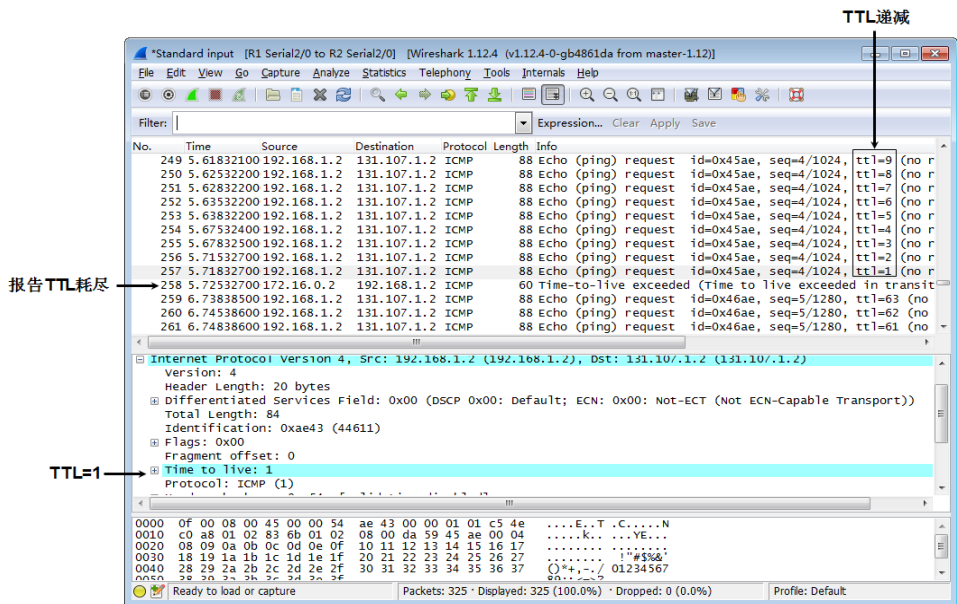 TTL递减
*Standard input [R1 Serial2/0 to R2 Serial2/0] [Wireshark 1.12.4 (v1.12.4-0-gb4861da from master-1.12)]
File Edit View Go Capture Analyze Statistics Telephony Tools Internals Help
Filter: Expression... Clear Apply Save
No. Time Source Destination Protocol Length Info
249 5.61832100 192.168.1.2 131.107.1.2 ICMP 88 Echo (ping) request id=0x45ae, seq=4/1024, ttl=9 (no r
250 5.62532200 192.168.1.2 131.107.1.2 ICMP 88 Echo (ping) request id=0x45ae, seq=4/1024, ttl=8 (no r
251 5.62832200 192.168.1.2 131.107.1.2 ICMP 88 Echo (ping) request id=0x45ae, seq=4/1024, ttl=7 (no r
252 5.63532200 192.168.1.2 131.107.1.2 ICMP 88 Echo (ping) request id=0x45ae, seq=4/1024, ttl=6 (no r
253 5.63832200 192.168.1.2 131.107.1.2 ICMP 88 Echo (ping) request id=0x45ae, seq=4/1024, ttl=5 (no r
254 5.67532400 192.168.1.2 131.107.1.2 ICMP 88 Echo (ping) request id=0x45ae, seq=4/1024, ttl=4 (no r
255 5.67832500 192.168.1.2 131.107.1.2 ICMP 88 Echo (ping) request id=0x45ae, seq=4/1024, ttl=3 (no r
256 5.71532700 192.168.1.2 131.107.1.2 ICMP 88 Echo (ping) request id=0x45ae, seq=4/1024, ttl=2 (no r
257 5.71832700 192.168.1.2 131.107.1.2 ICMP 88 Echo (ping) request id=0x45ae, seq=4/1024, ttl=1 (no r
报告TTL耗尽
258 5.72532700 172.16.0.2 192.168.1.2 ICMP 60 Time-to-live exceeded (Time to live exceeded in transit
259 6.73838500 192.168.1.2 131.107.1.2 ICMP 88 Echo (ping) request id=0x46ae, seq=5/1280, ttl=63 (no
260 6.74538600 192.168.1.2 131.107.1.2 ICMP 88 Echo (ping) request id=0x46ae, seq=5/1280, ttl=62 (no
261 6.74838600 192.168.1.2 131.107.1.2 ICMP 88 Echo (ping) request id=0x46ae, seq=5/1280, ttl=61 (no
Internet Protocol Version 4, Src: 192.168.1.2 (192.168.1.2), Dst: 131.107.1.2 (131.107.1.2)
Version: 4
Header Length: 20 bytes
Differentiated Services Field: 0x00 (DSCP 0x00: Default; ECN: 0x00: Not-ECT (Not ECN-Capable Transport))
Total Length: 84
Identification: 0xae43 (44611)
Flags: 0x00
Fragment offset: 0
TTL=1
Time to live: 1
Protocol: ICMP (1)
0000 0f 00 08 00 45 00 00 54 ae 43 00 00 01 01 c5 4e ....E..T .C.....N
0010 c0 a8 01 02 83 6b 01 02 08 00 da 59 45 ae 00 04 .....k.. ...YE...
0020 08 09 0a 0b 0c 0d 0e 0f 10 11 12 13 14 15 16 17 ........ ........
0030 18 19 1a 1b 1c 1d 1e 1f 20 21 22 23 24 25 26 27 ........ !"#$%&'
0040 28 29 2a 2b 2c 2d 2e 2f 30 31 32 33 34 35 36 37 ()*+,-./ 01234567
0050 38 39 3a 3b 3c 3d 3e 3f 89:;<=>?
Ready to load or capture Packets: 325 · Displayed: 325 (100.0%) · Dropped: 0 (0.0%) Profile: Default